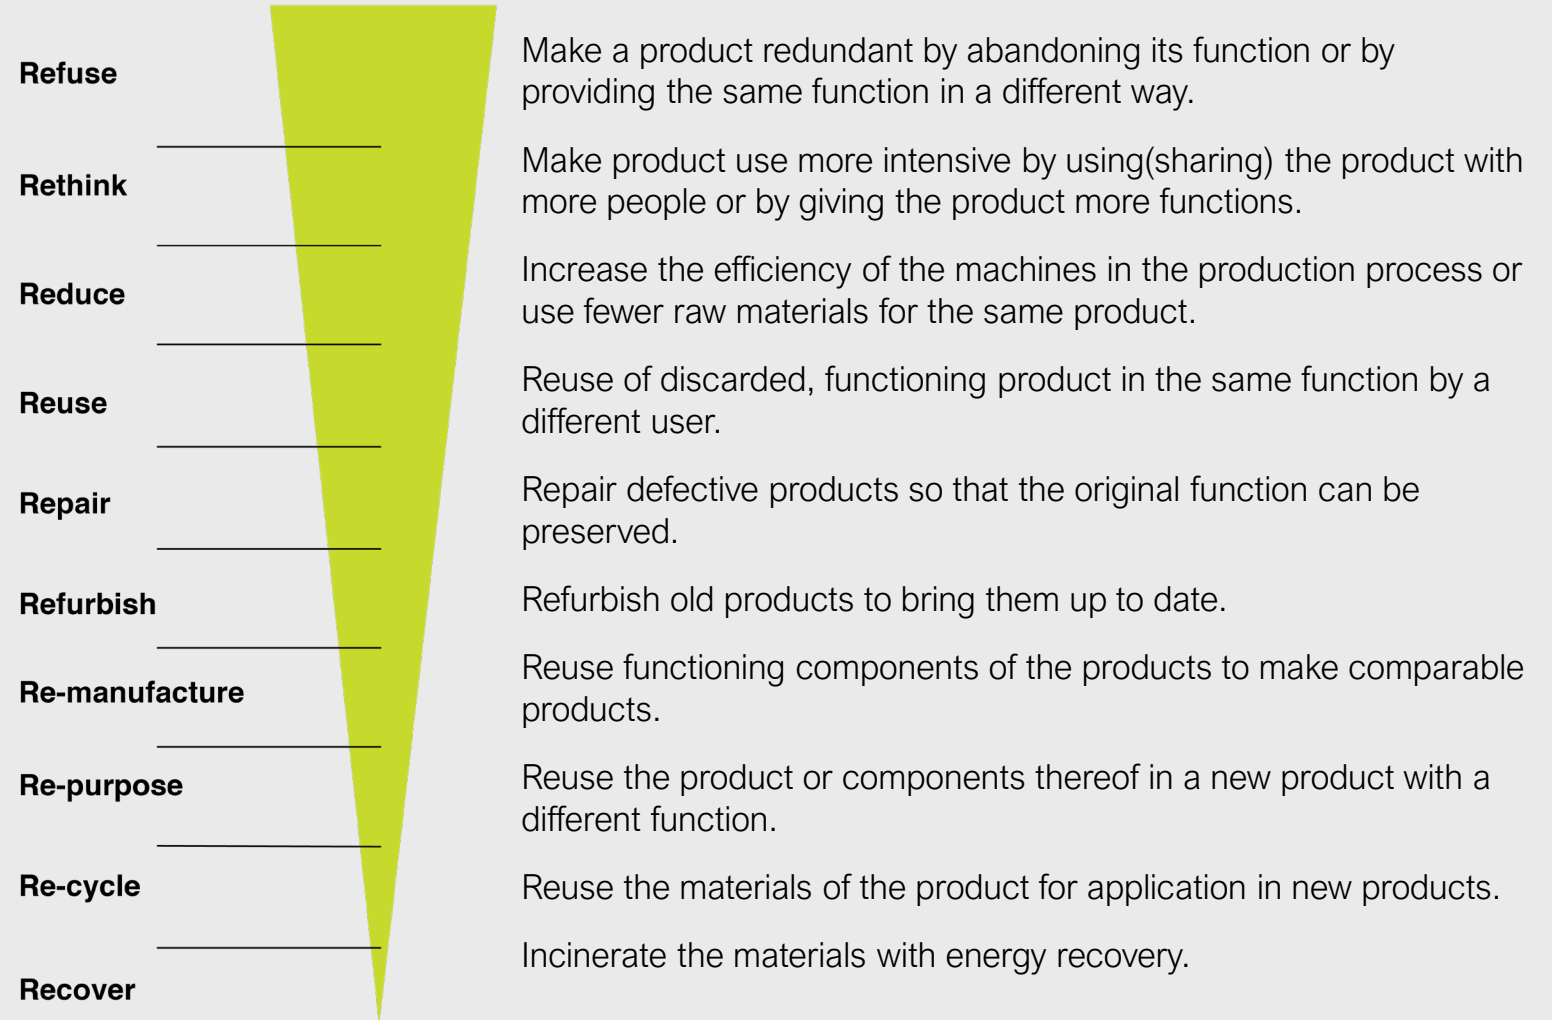 Refuse
Make a product redundant by abandoning its function or by
providing the same function in a different way.
Rethink
Make product use more intensive by using(sharing) the product with
more people or by giving the product more functions.
Reduce
Increase the efficiency of the machines in the production process or
use fewer raw materials for the same product.
Reuse
Reuse of discarded, functioning product in the same function by a
different user.
Repair
Repair defective products so that the original function can be
preserved.
Refurbish
Refurbish old products to bring them up to date.
Re-manufacture
Reuse functioning components of the products to make comparable
products.
Re-purpose
Reuse the product or components thereof in a new product with a
different function.
Re-cycle
Reuse the materials of the product for application in new products.
Recover
Incinerate the materials with energy recovery.